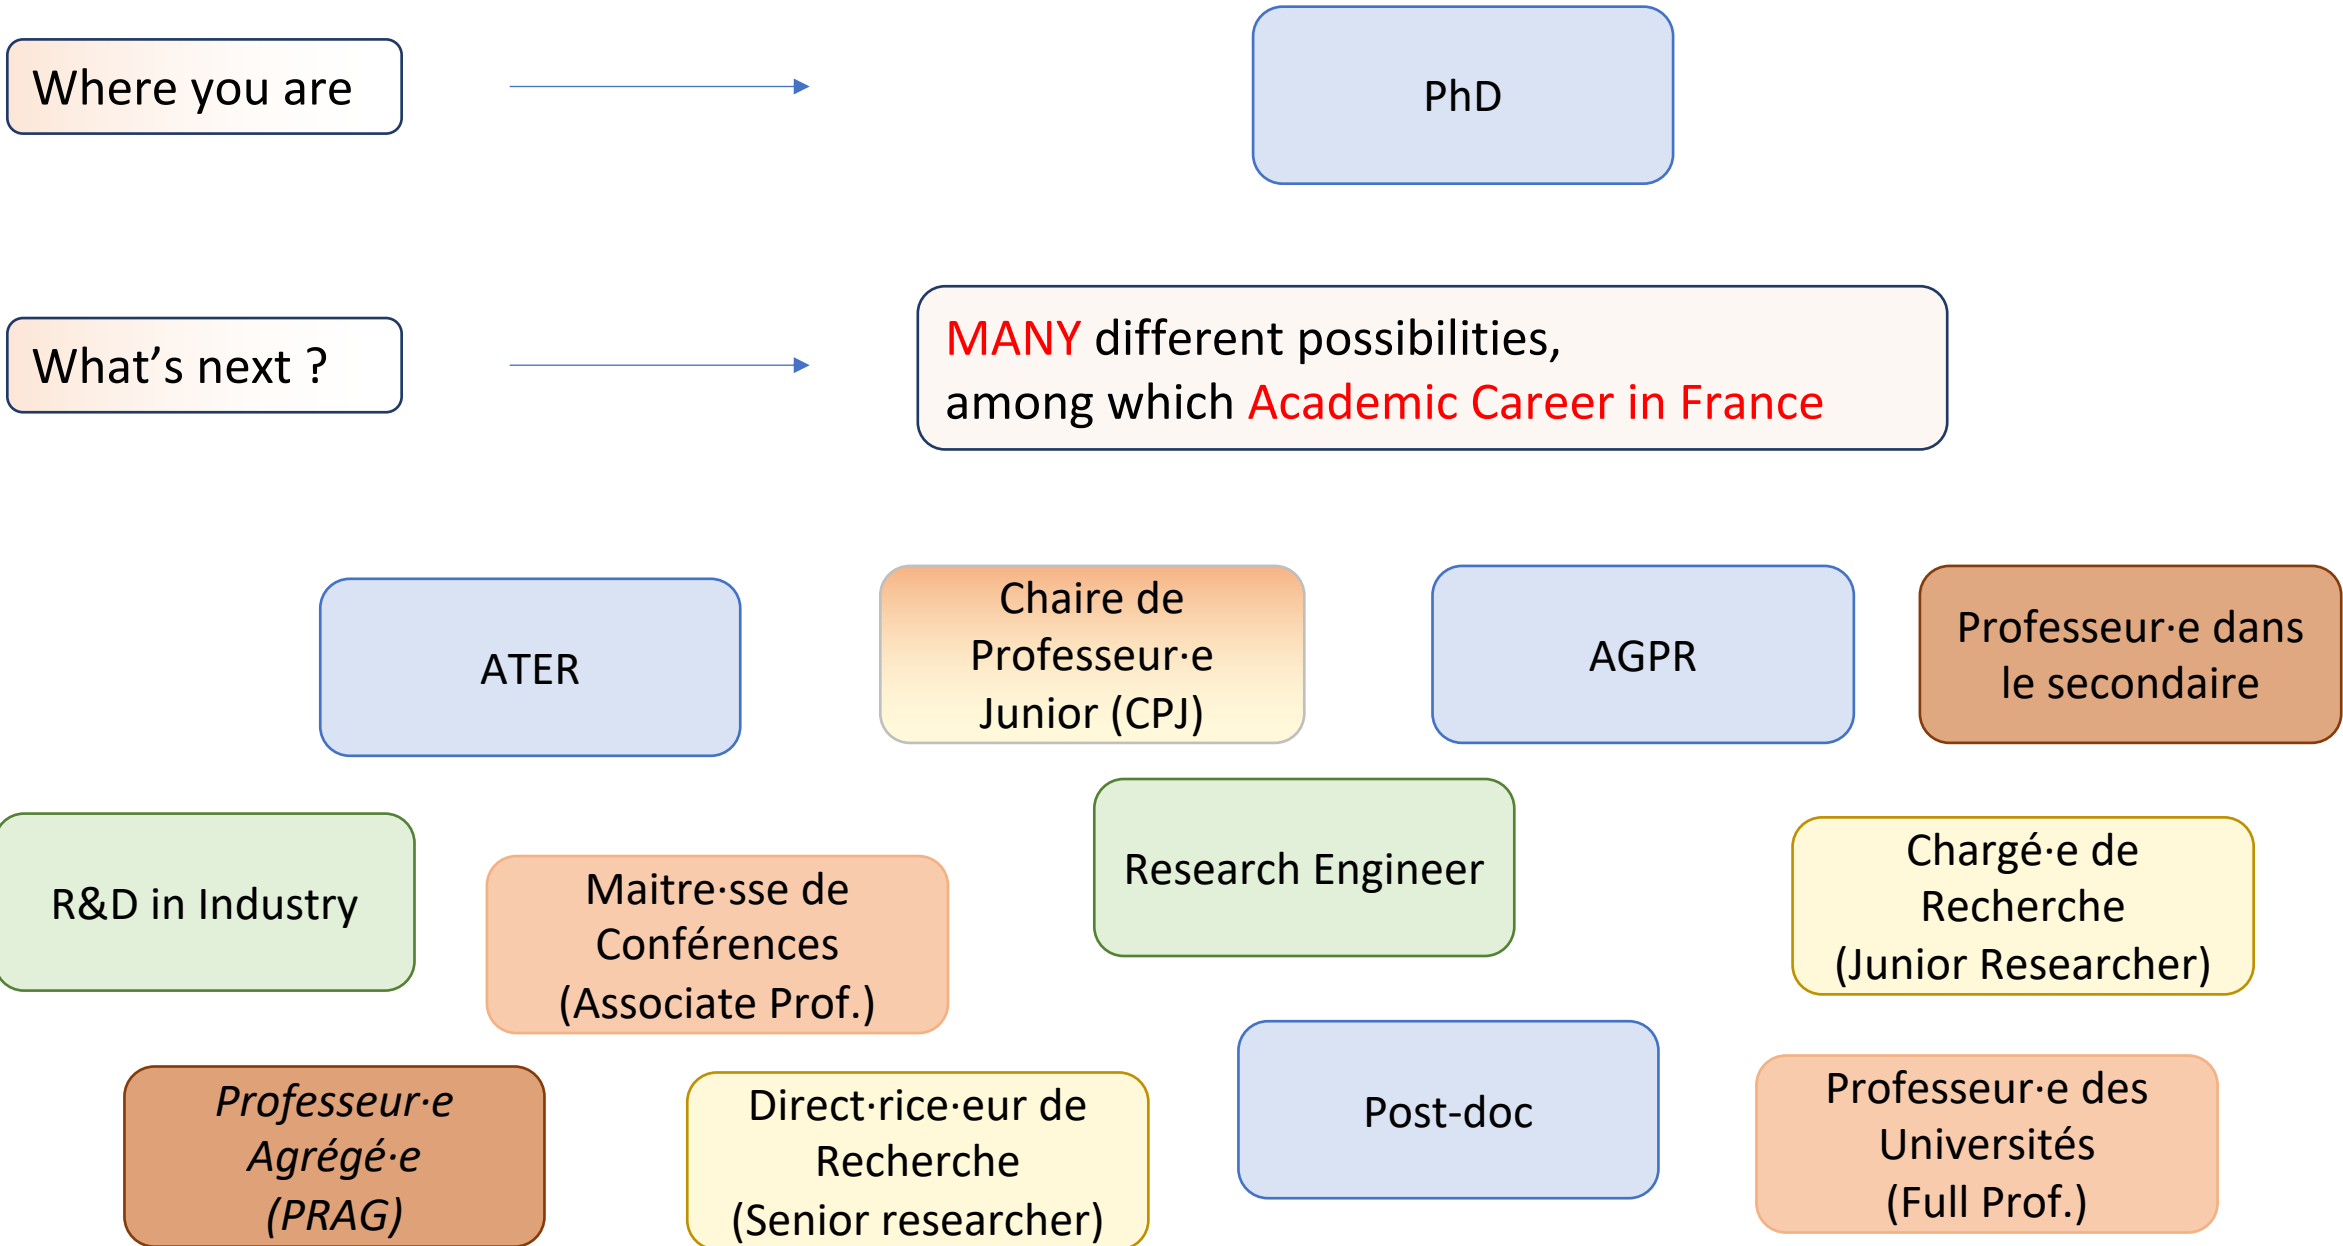 Where you are
PhD
What’s next ?
MANY different possibilities,
among which Academic Career in France
ATER
Chaire de
Professeur·e
Junior (CPJ)
AGPR
Professeur·e dans
le secondaire
R&D in Industry
Maitre·sse de
Conférences
(Associate Prof.)
Research Engineer
Chargé·e de
Recherche
(Junior Researcher)
Professeur·e
Agrégé·e
(PRAG)
Direct·rice·eur de
Recherche
(Senior researcher)
Post-doc
Professeur·e des
Universités
(Full Prof.)